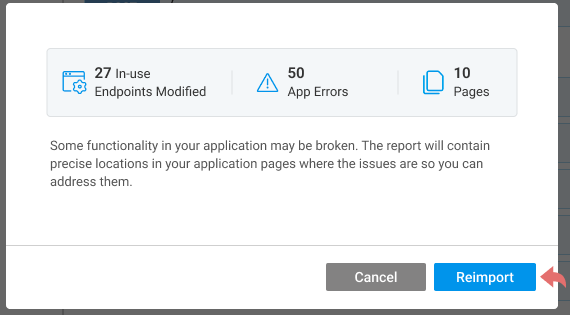 27 In-use
Endpoints Modified
50
App Errors
10
Pages
Some functionality in your application may be broken. The report will contain
precise locations in your application pages where the issues are so you can
address them.
Cancel
Reimport